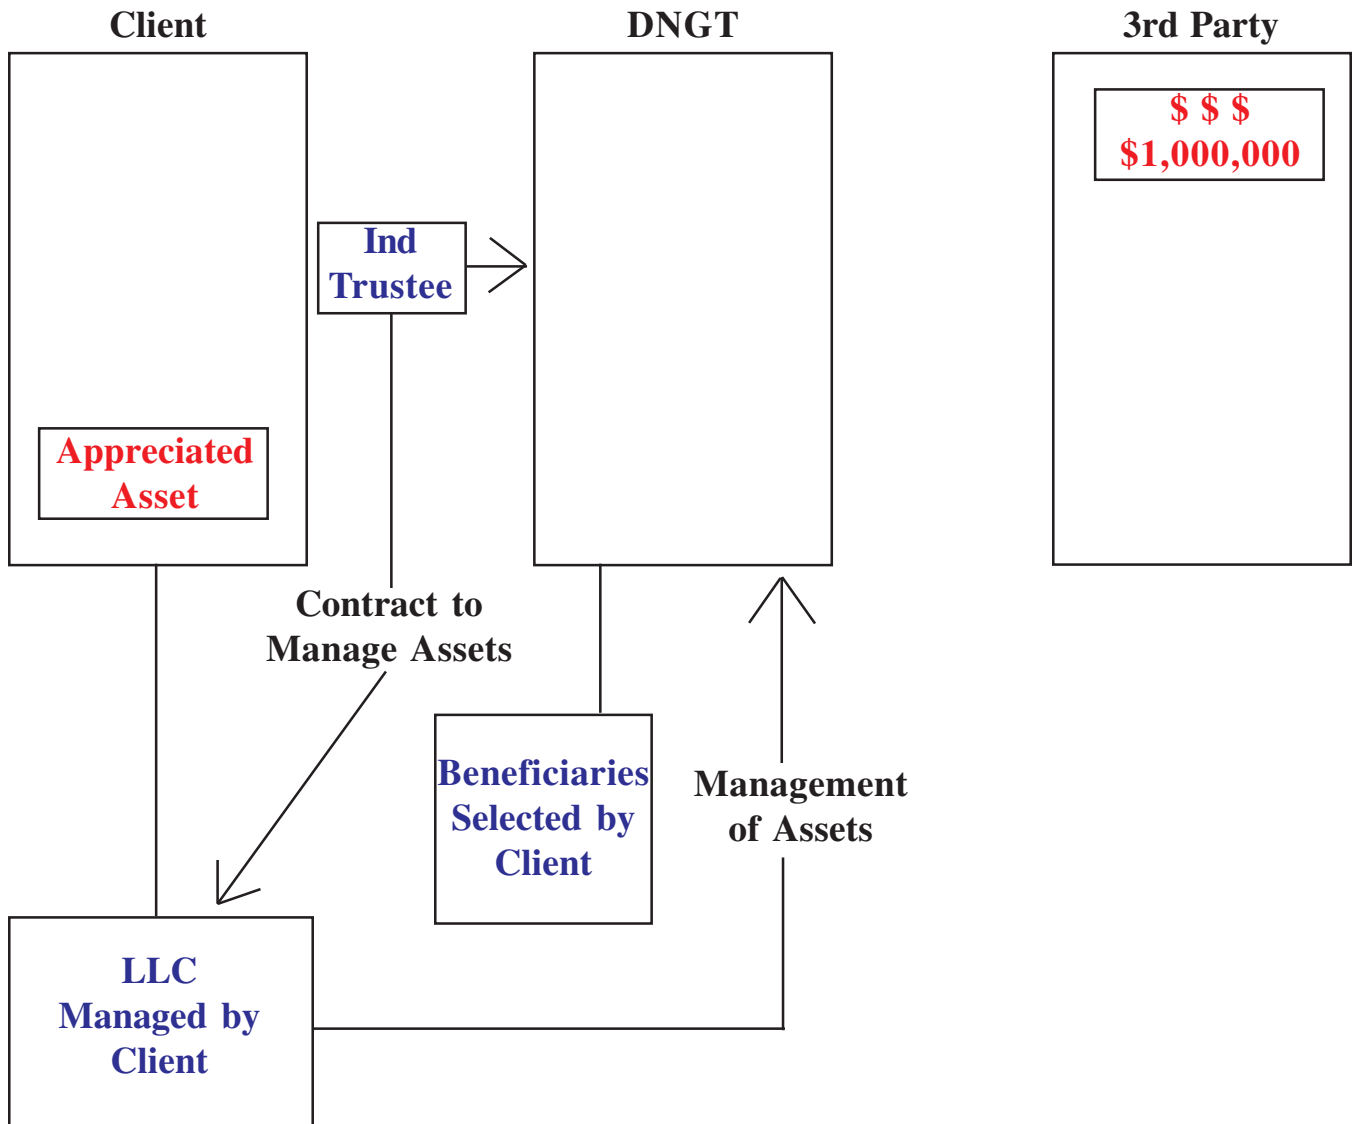 Client
DNGT
3rd Party
$ $ $
$1,000,000
Ind
Trustee
Appreciated
Asset
Contract to
Manage Assets
Beneficiaries
Selected by
Client
Management
of Assets
LLC
Managed by
Client